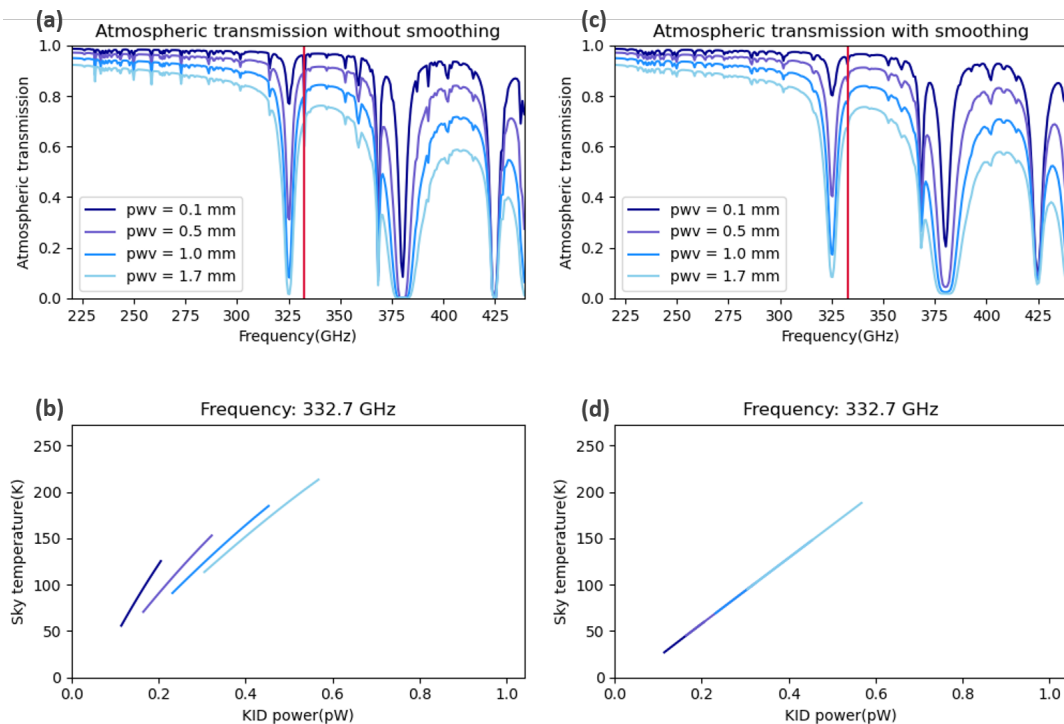 (a)
Atmospheric transmission without smoothing
1.0
0.8
0.6
0.4
0.2
0.0
Atmospheric transmission
pwv = 0.1 mm
pwv = 0.5 mm
pwv = 1.0 mm
pwv = 1.7 mm
225 250 275 300 325 350 375 400 425
Frequency(GHz)
(c)
Atmospheric transmission with smoothing
1.0
0.8
0.6
0.4
0.2
0.0
Atmospheric transmission
pwv = 0.1 mm
pwv = 0.5 mm
pwv = 1.0 mm
pwv = 1.7 mm
225 250 275 300 325 350 375 400 425
Frequency(GHz)
(b)
Frequency: 332.7 GHz
250
200
150
100
50
0
Sky temperature(K)
0.0 0.2 0.4 0.6 0.8 1.0
KID power(pW)
(d)
Frequency: 332.7 GHz
250
200
150
100
50
0
Sky temperature(K)
0.0 0.2 0.4 0.6 0.8 1.0
KID power(pW)